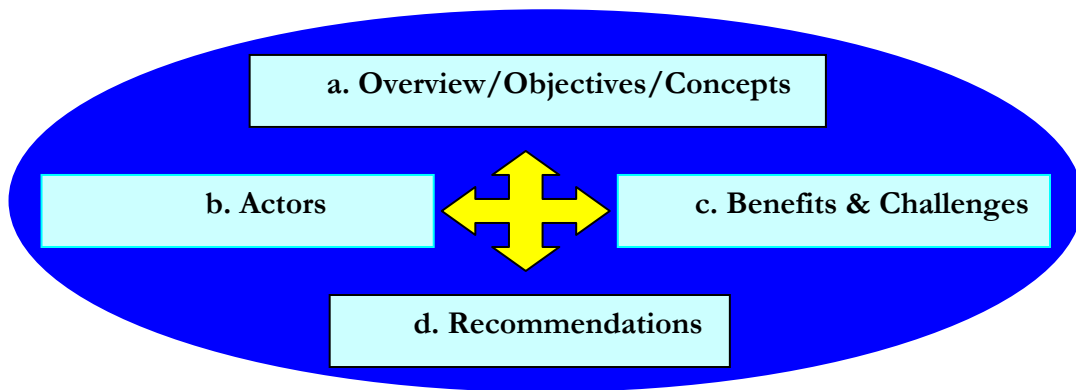 a. Overview/Objectives/Concepts
b. Actors
c. Benefits & Challenges
d. Recommendations